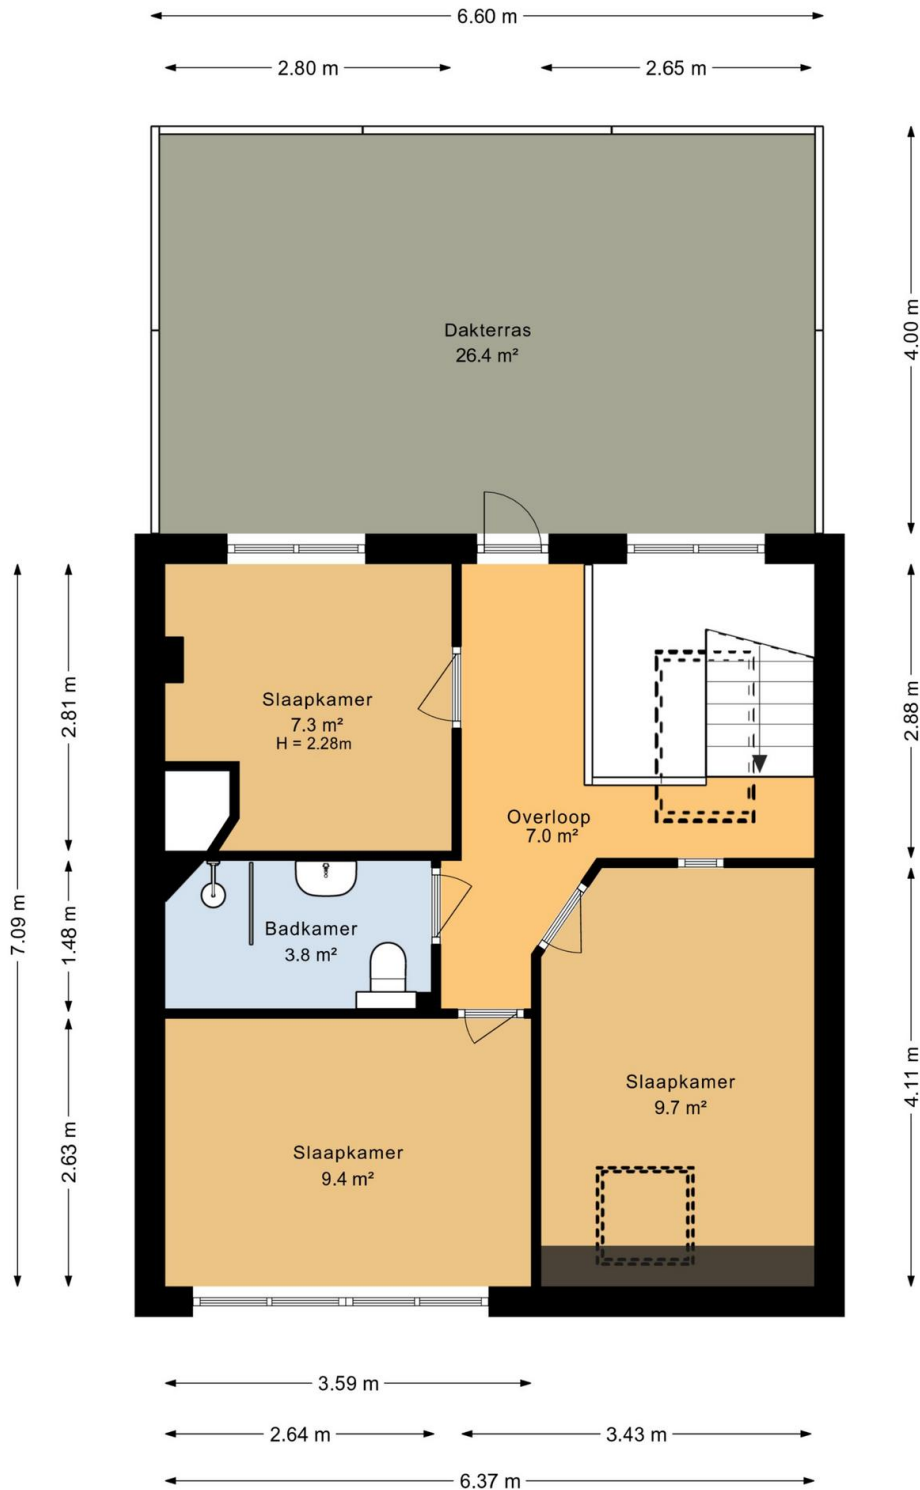 6.60 m
2.80 m
2.65 m
4.00 m
Dakterras
26.4 m²
7.09 m
2.81 m
2.88 m
Slaapkamer
7.3 m²
H = 2.28m
Overloop
7.0 m²
1.48 m
Badkamer
3.8 m²
4.11 m
Slaapkamer
9.7 m²
2.63 m
Slaapkamer
9.4 m²
3.59 m
2.64 m
3.43 m
6.37 m